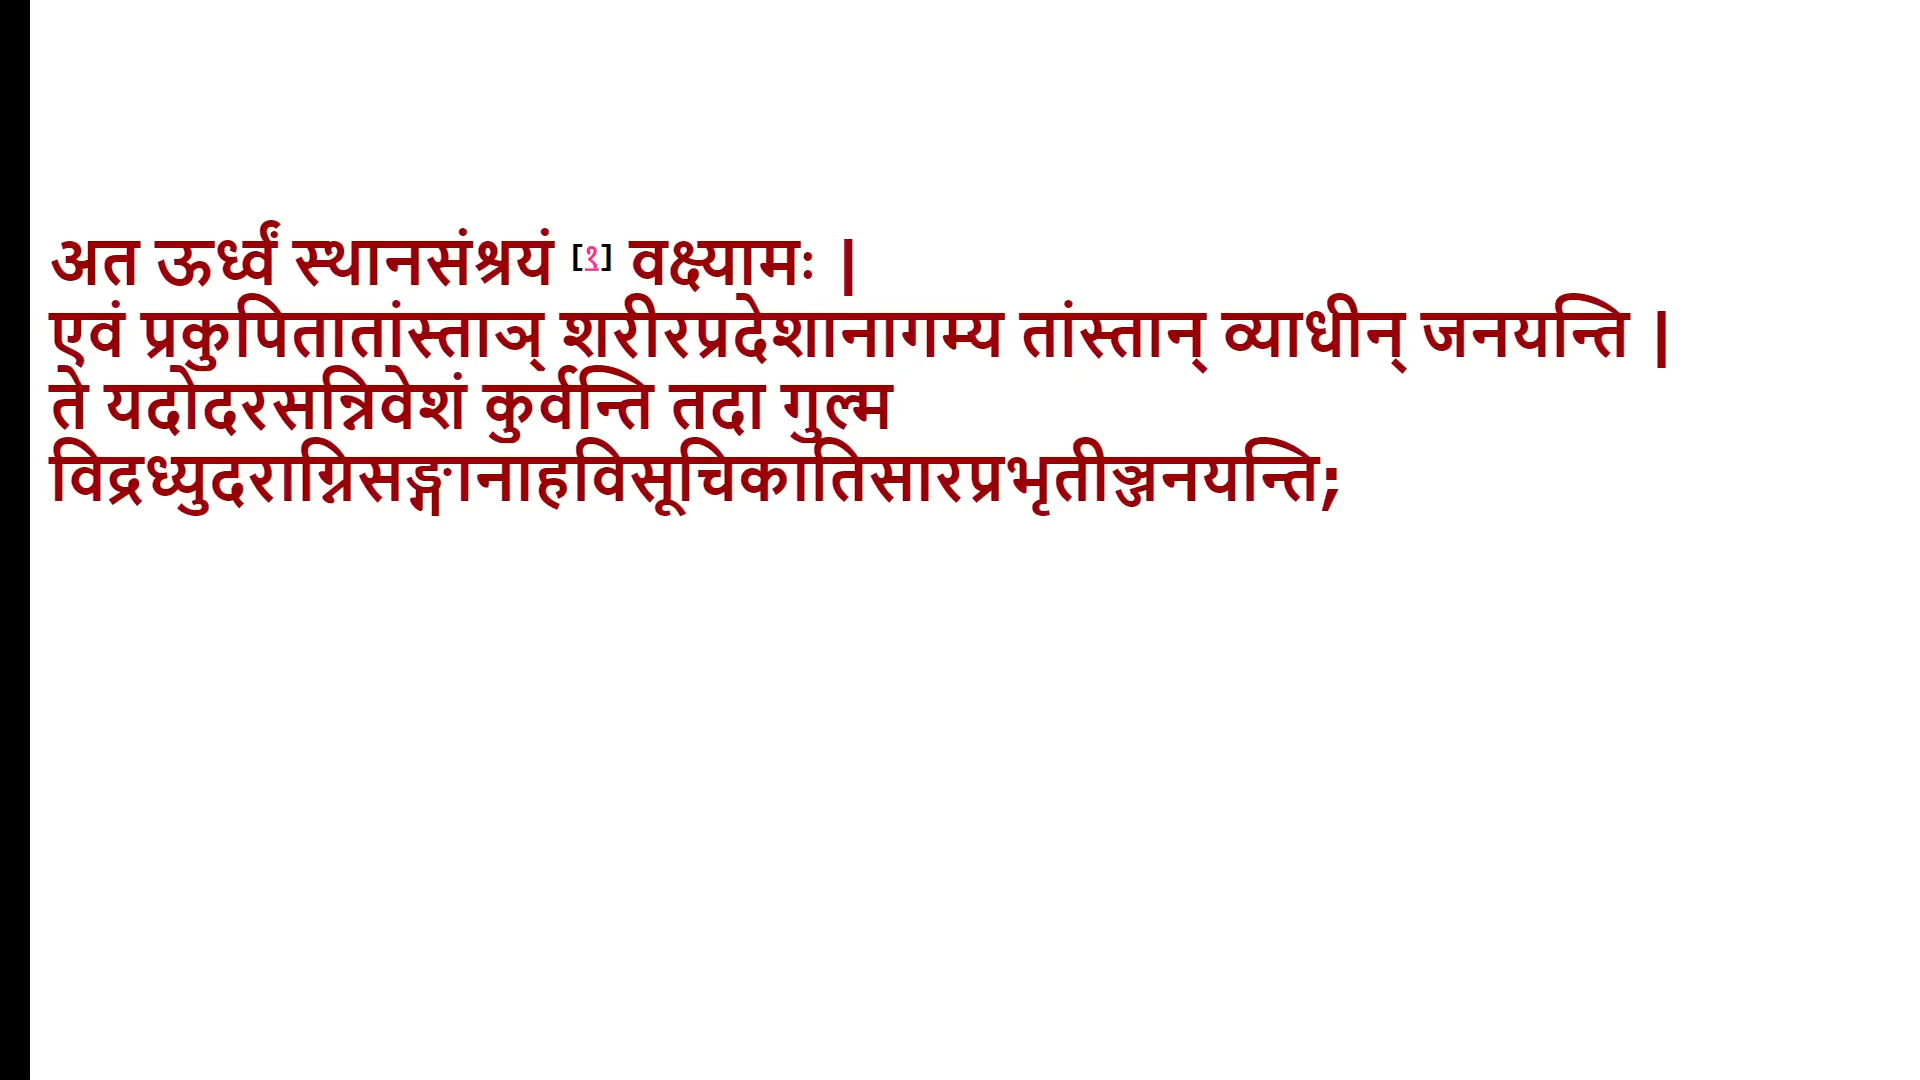 अत ऊर्ध्वं स्थानसंश्रयं [१] वक्ष्यामः |
एवं प्रकुपितातांस्ताञ् शरीरप्रदेशानागम्य तांस्तान् व्याधीन् जनयन्ति |
ते यदोदरसन्निवेशं कुर्वन्ति तदा गुल्म
विद्रध्युदराग्निसङ्गानाहविसूचिकातिसारप्रभृतीञ्जनयन्ति;